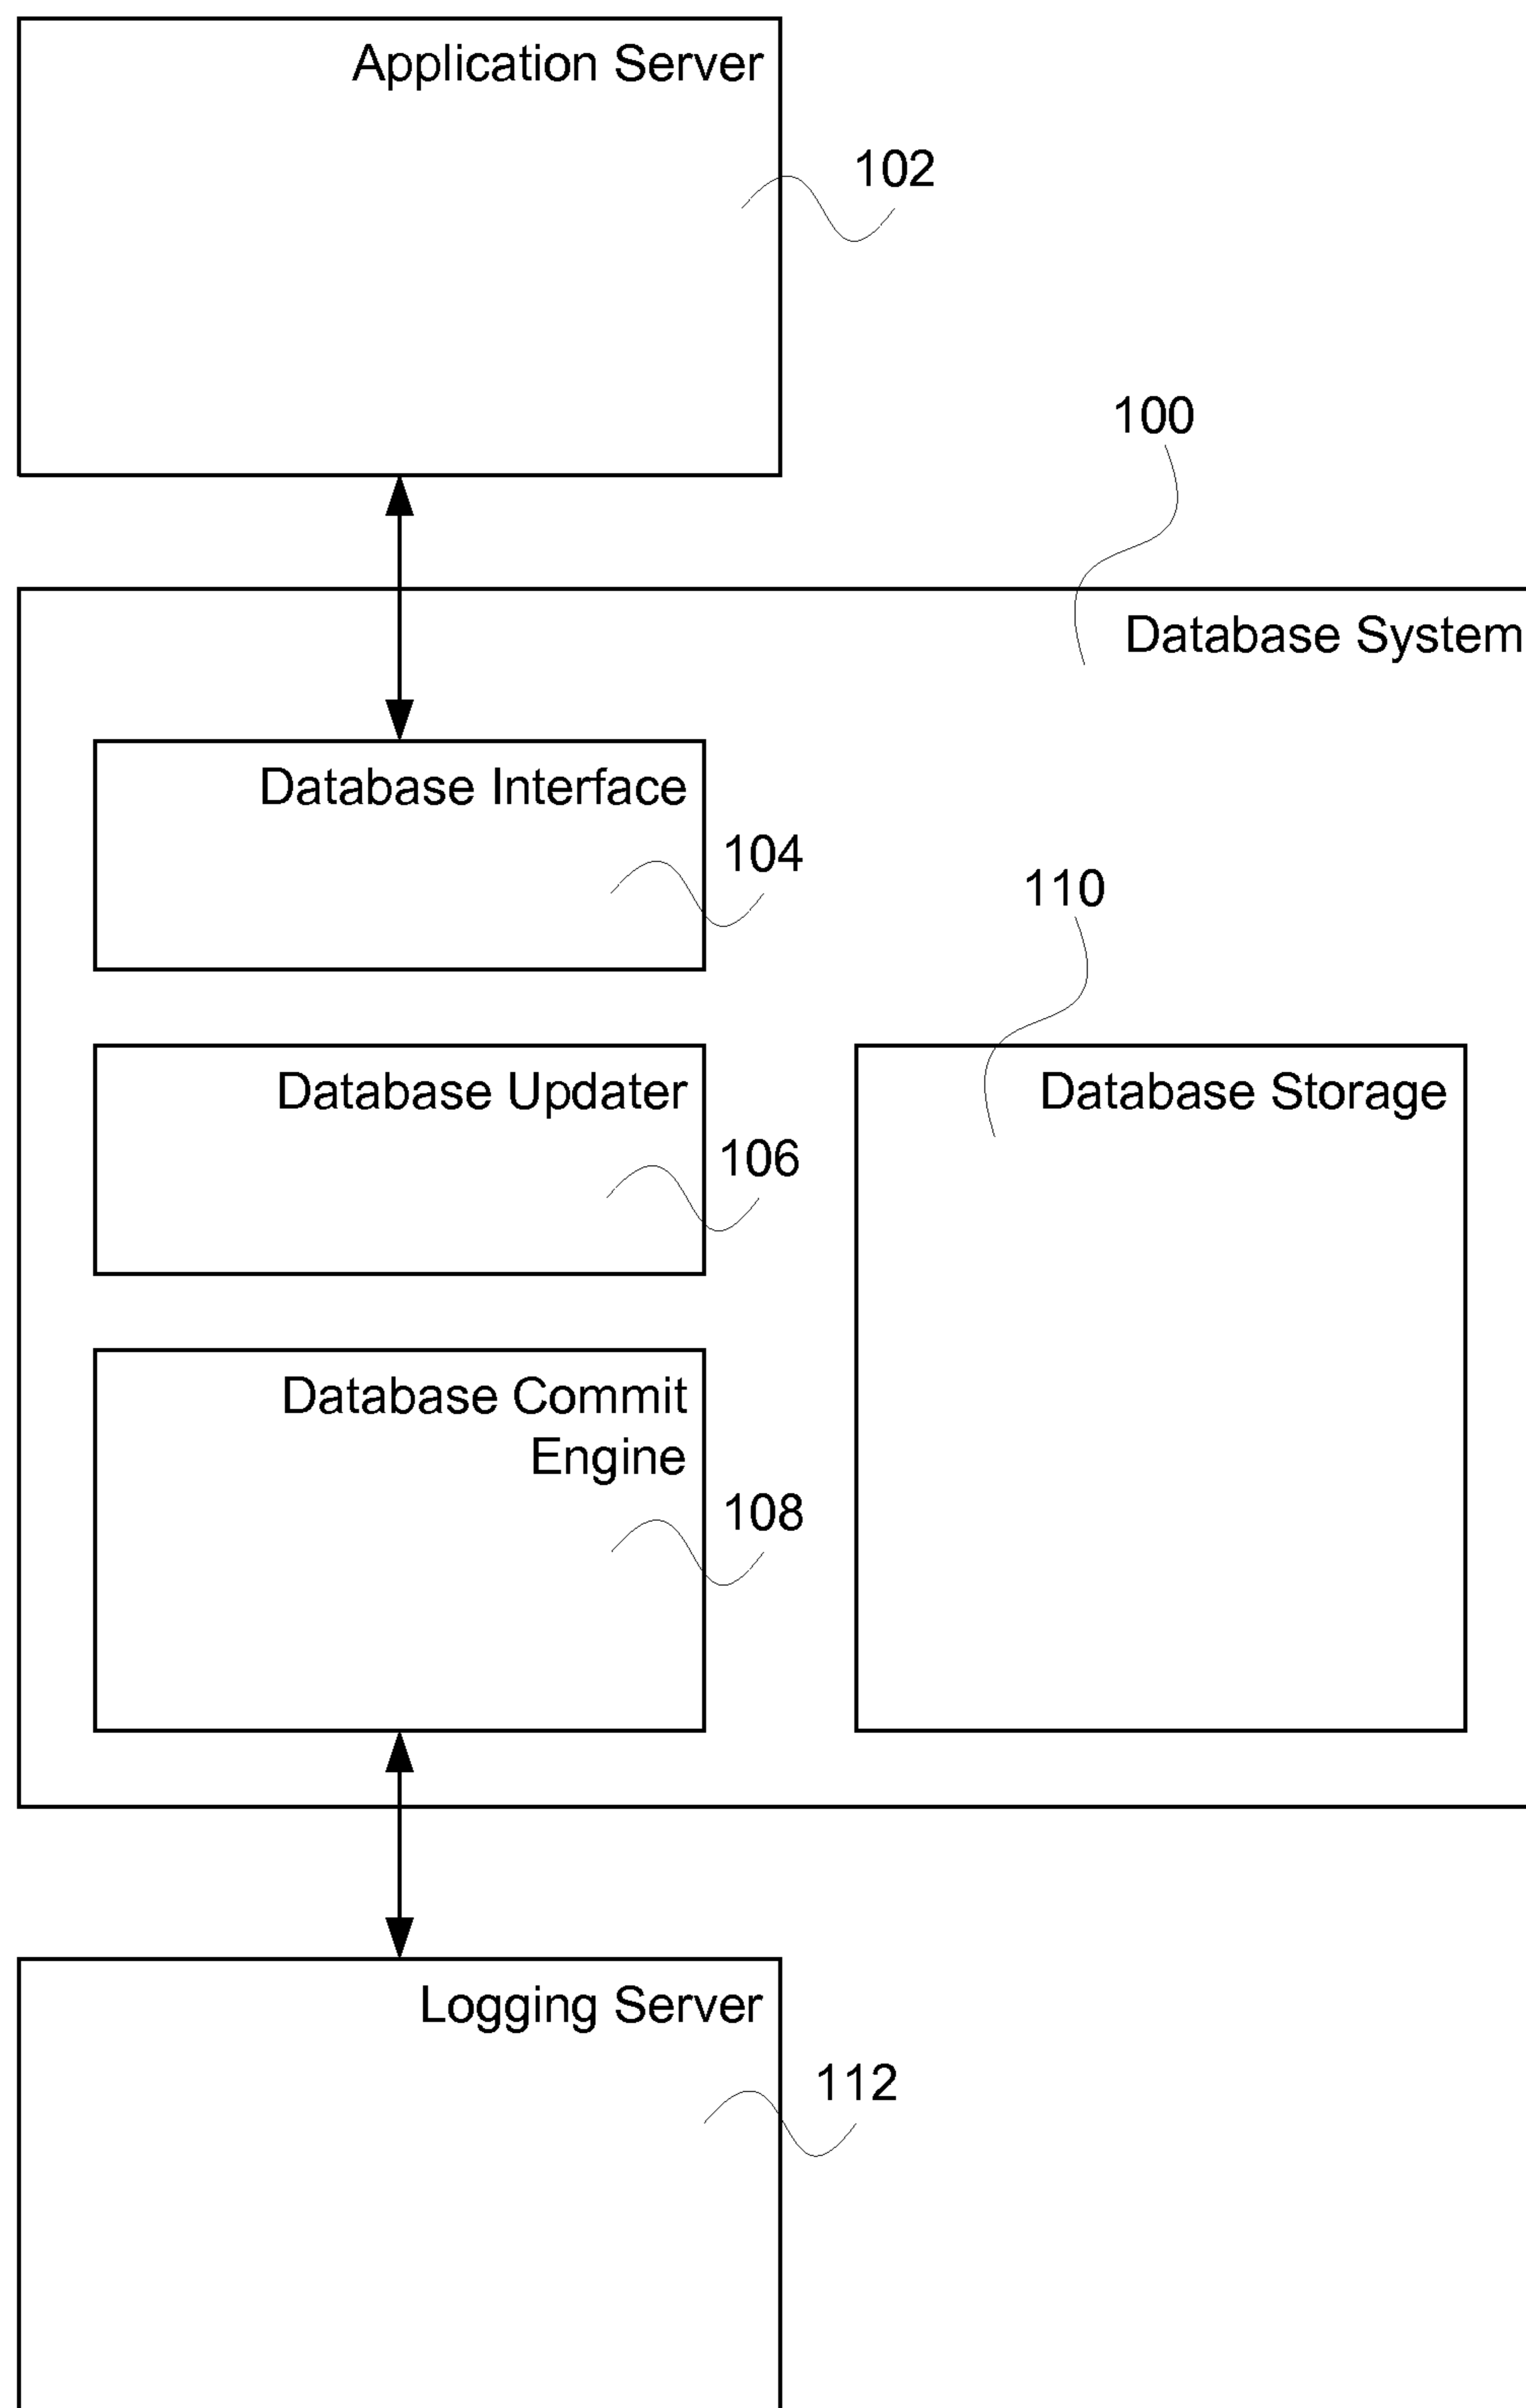 Application Server
102
100
Database System
Database Interface
104
110
Database Updater
Database Storage
106
Database Commit
Engine
108
Logging Server
112